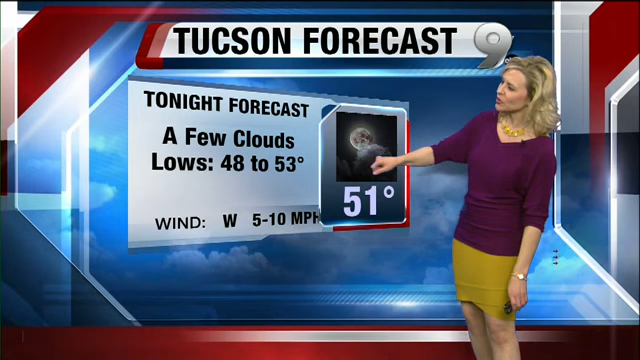 TUCSON FORECAST 9
TONIGHT FORECAST
A Few Clouds
Lows: 48 to 53°
51°
WIND: W 5-10 MPH